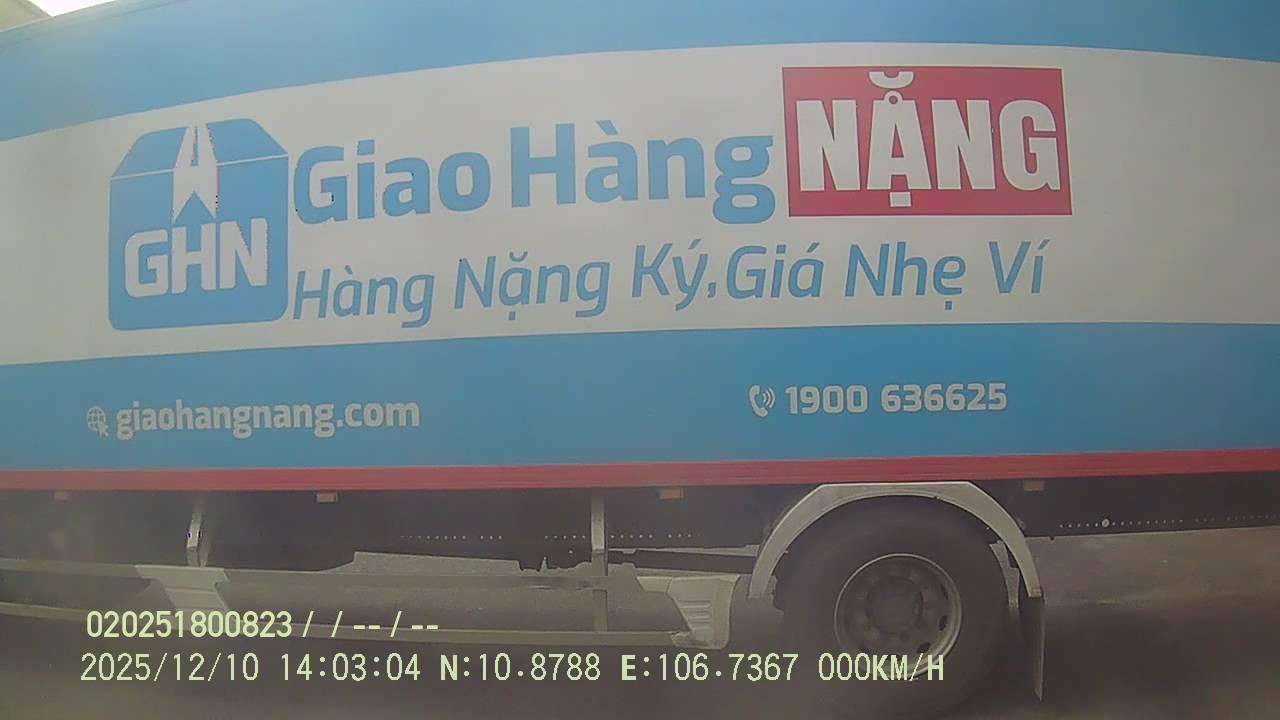 GHN
Giao Hàng NẶNG
Hàng Nặng Ký, Giá Nhẹ Ví
giaohangnang.com
1900 636625
020251800823 / / -- / --
2025/12/10 14:03:04 N:10.8788 E:106.7367 000KM/H